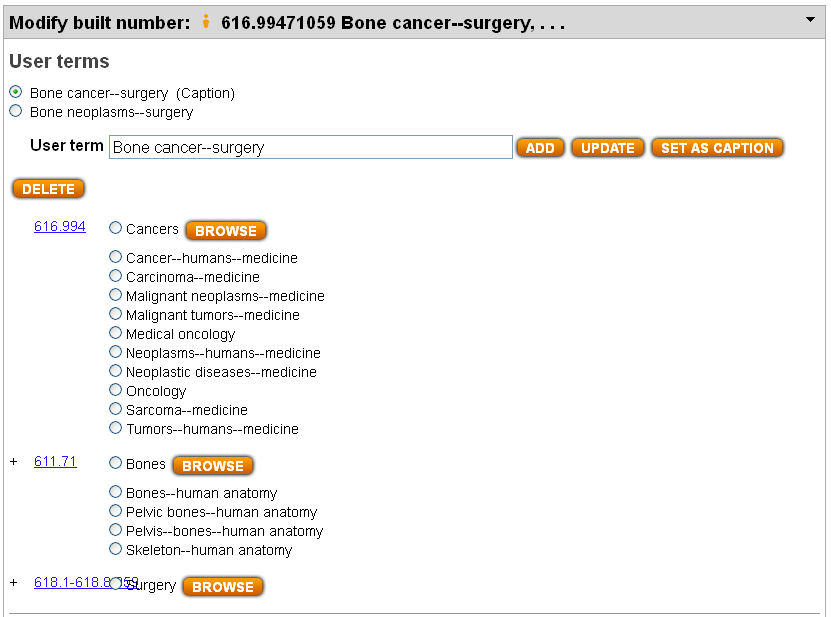 Modify built number: 616.99471059 Bone cancer--surgery, . . .
User terms
Bone cancer--surgery (Caption)
Bone neoplasms--surgery
User term Bone cancer--surgery ADD UPDATE SET AS CAPTION
DELETE
616.994 Cancers BROWSE
Cancer--humans--medicine
Carcinoma--medicine
Malignant neoplasms--medicine
Malignant tumors--medicine
Medical oncology
Neoplasms--humans--medicine
Neoplastic diseases--medicine
Oncology
Sarcoma--medicine
Tumors--humans--medicine
+ 611.71 Bones BROWSE
Bones--human anatomy
Pelvic bones--human anatomy
Pelvis--bones--human anatomy
Skeleton--human anatomy
+ Surgery BROWSE